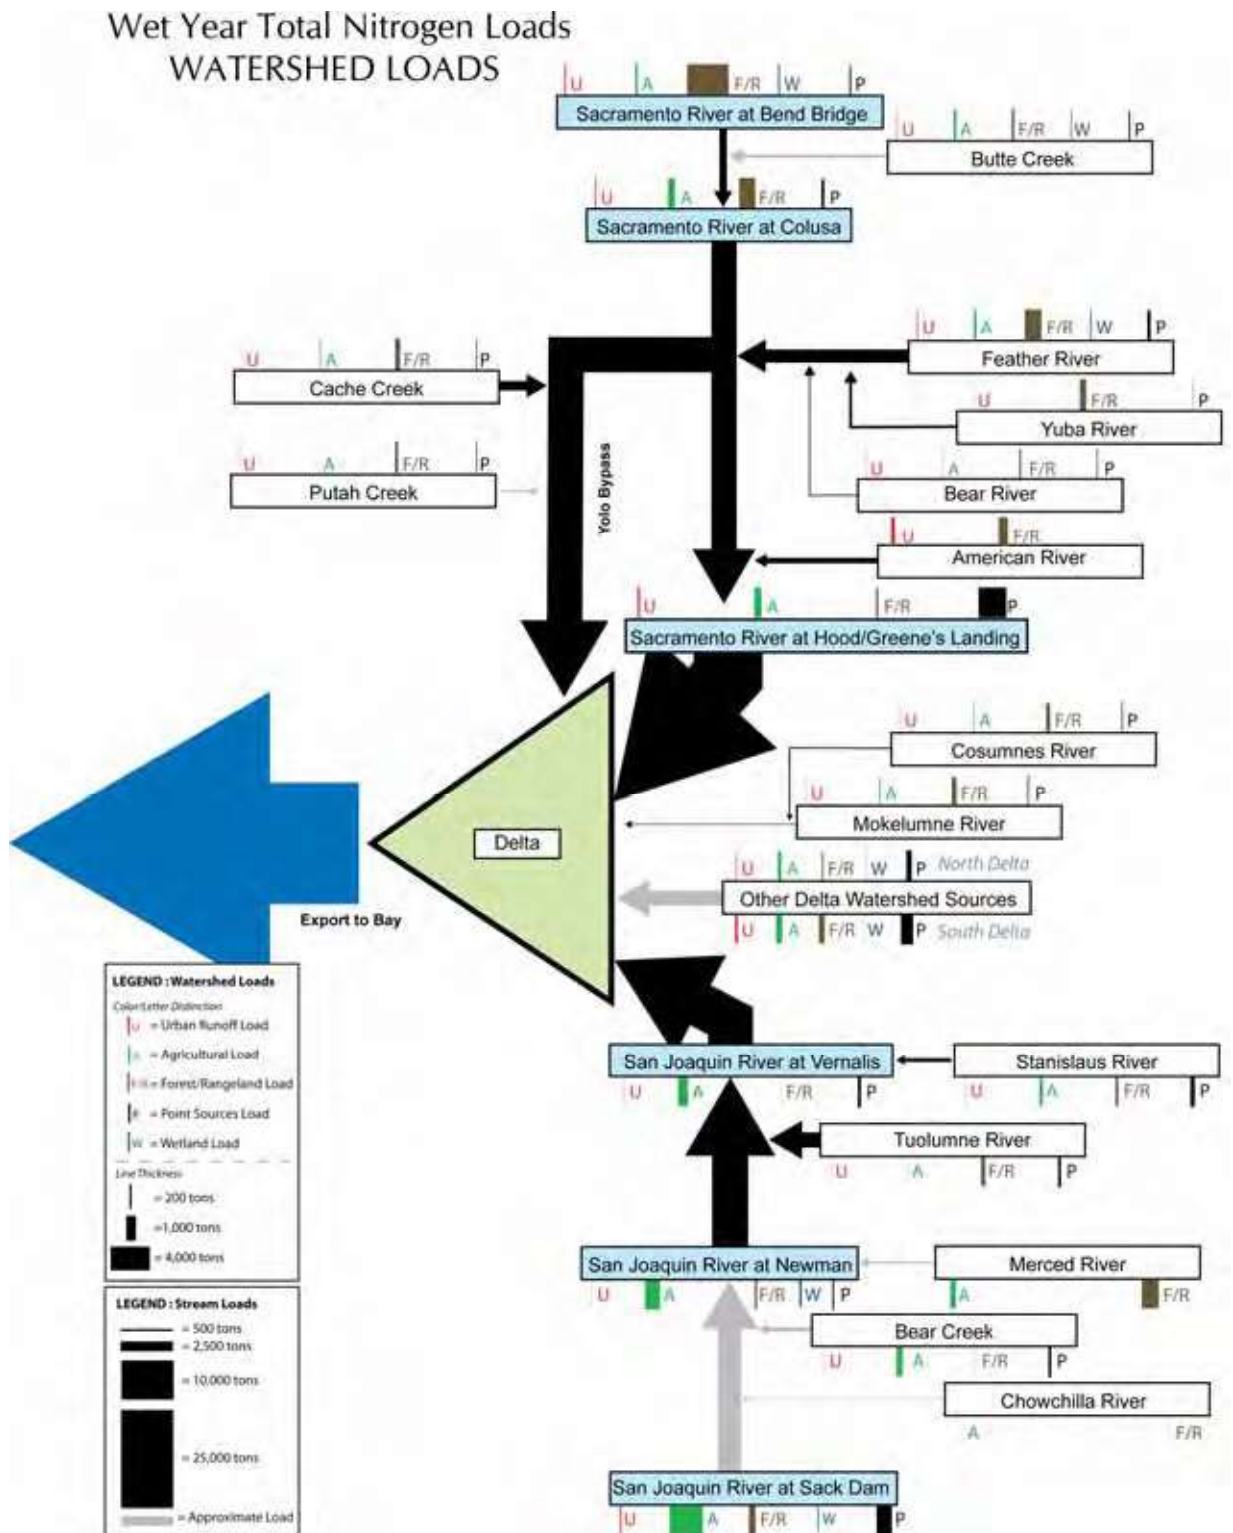 Wet Year Total Nitrogen Loads
WATERSHED LOADS
U A F/R W P
Sacramento River at Bend Bridge
U A F/R W P
Butte Creek
U A F/R P
Sacramento River at Colusa
U A F/R W P
Feather River
U A F/R P
Cache Creek
U F/R P
Yuba River
U A F/R P
Putah Creek
Yolo Bypass
U A F/R P
Bear River
U F/R
American River
U A F/R P
Sacramento River at Hood/Greene's Landing
U A F/R P
Cosumnes River
U A F/R P
Mokelumne River
Delta
U A F/R W P North Delta
Other Delta Watershed Sources
U A F/R W P South Delta
Export to Bay
San Joaquin River at Vernalis
U A F/R P
Stanislaus River
U A F/R P
Tuolumne River
U A F/R P
San Joaquin River at Newman
U A F/R W P
Merced River
A F/R
Bear Creek
U A F/R P
Chowchilla River
A F/R
San Joaquin River at Sack Dam
U A F/R W P
LEGEND : Watershed Loads
Color/Letter Distinction
U = Urban Runoff Load
A = Agricultural Load
F/R = Forest/Rangeland Load
P = Point Sources Load
W = Wetland Load
Line Thickness
= 200 tons
=1,000 tons
= 4,000 tons
LEGEND : Stream Loads
= 500 tons
= 2,500 tons
= 10,000 tons
= 25,000 tons
= Approximate Load